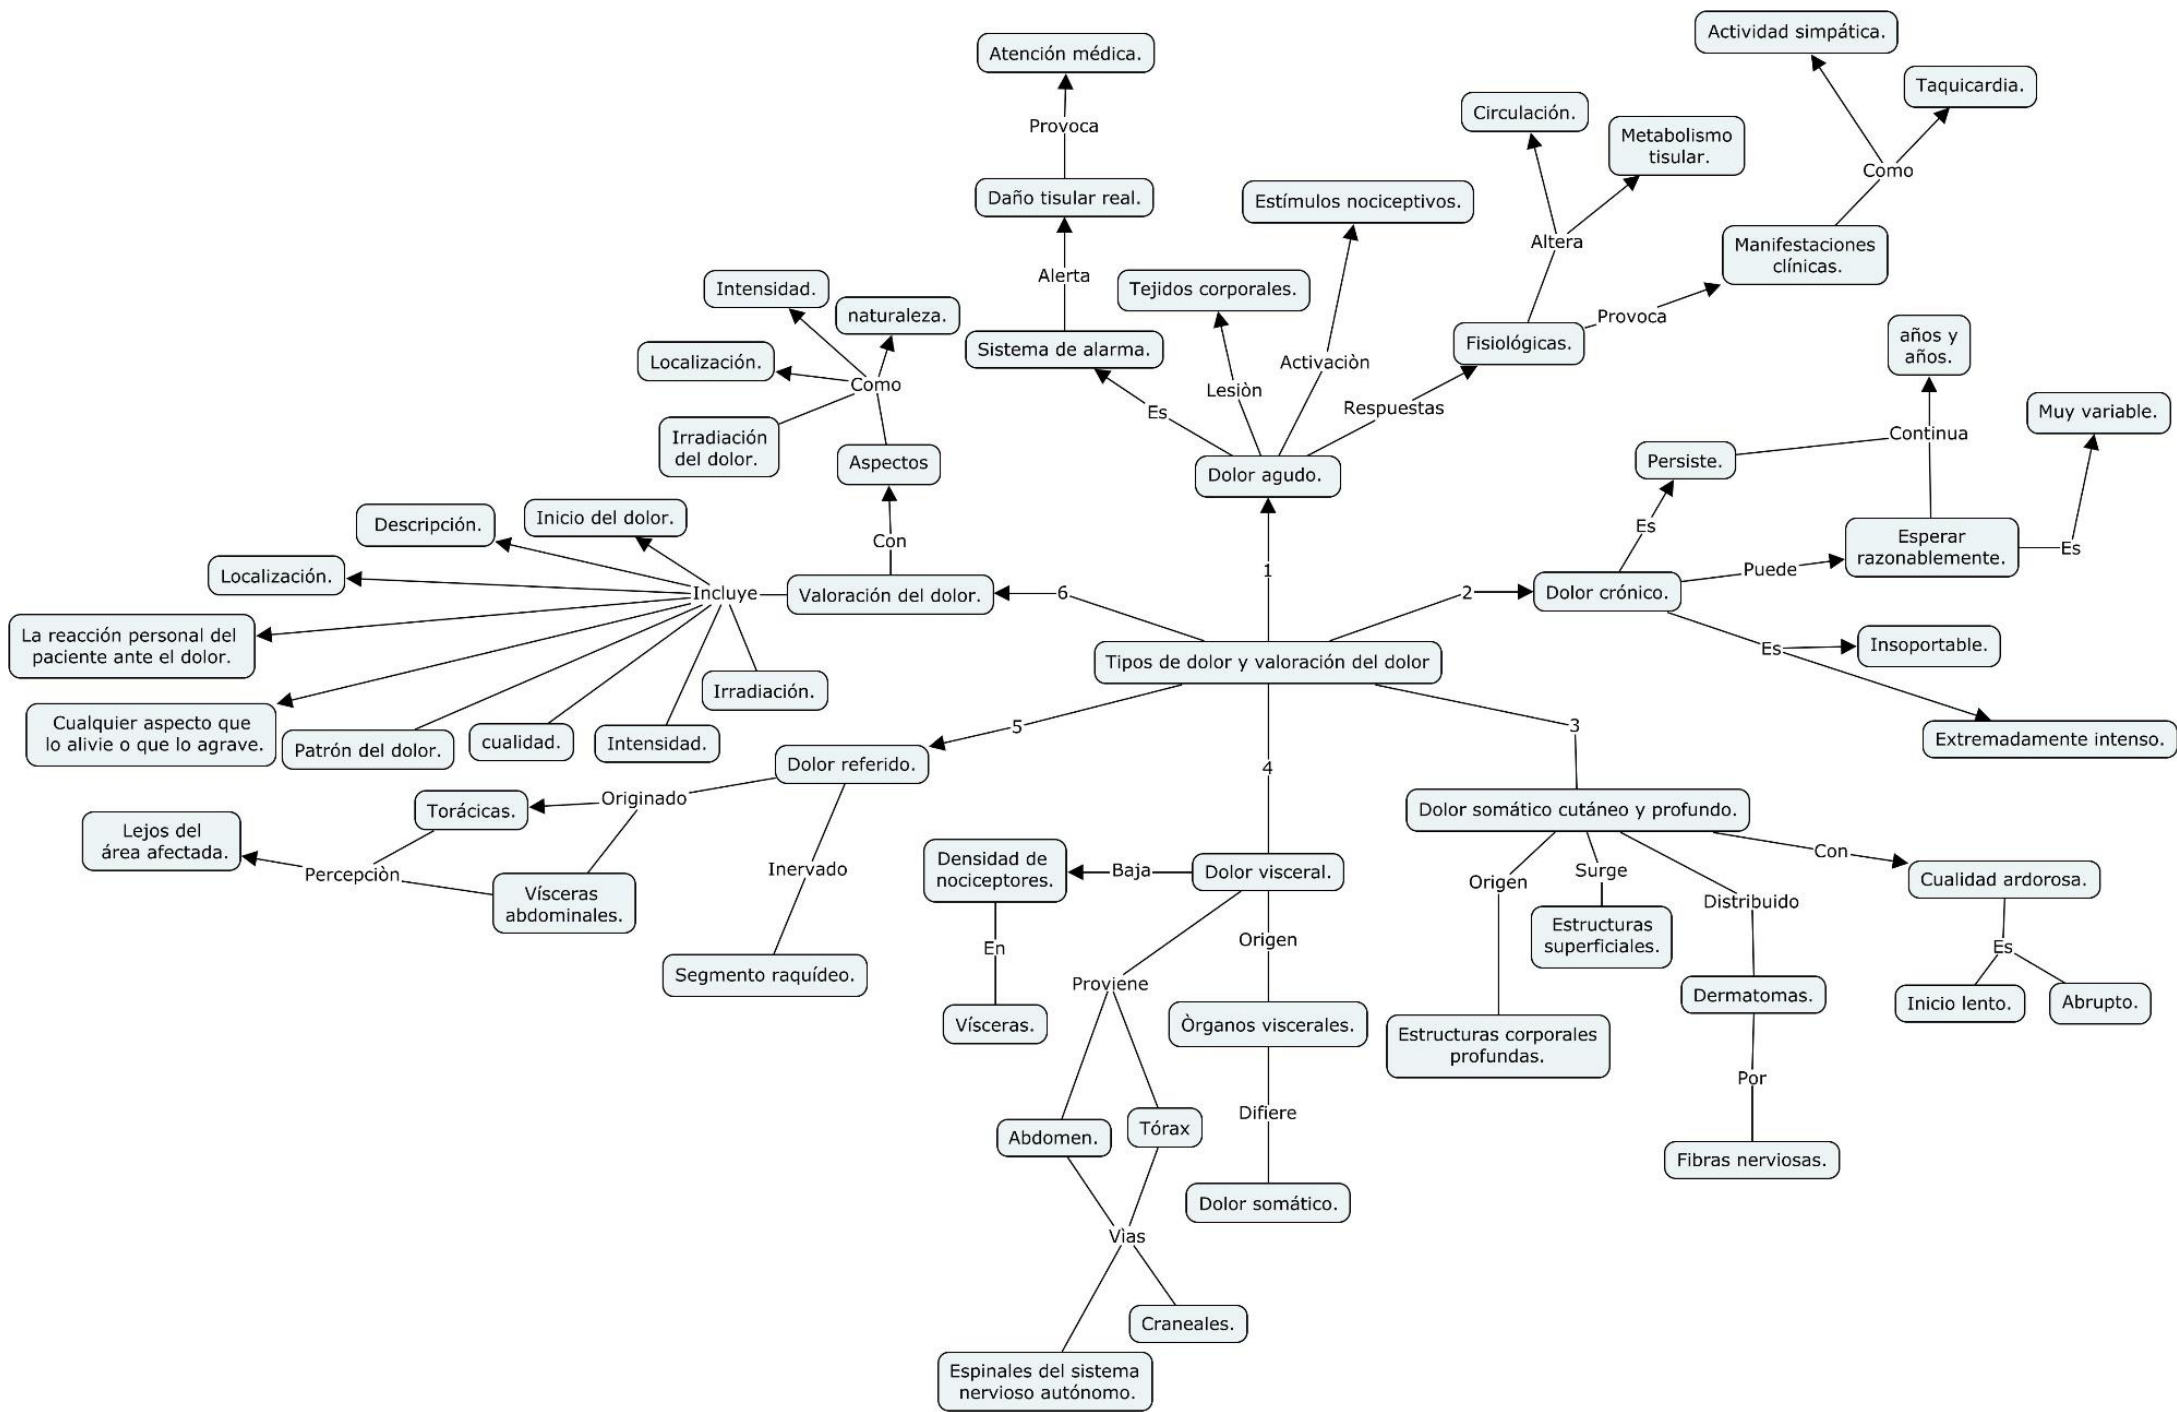 Actividad simpática.
Atención médica.
Taquicardia.
Circulación.
Provoca
Metabolismo
tisular.
Como
Daño tisular real.
Estímulos nociceptivos.
Altera
Manifestaciones
clínicas.
Alerta
Intensidad.
Tejidos corporales.
naturaleza.
Provoca
Sistema de alarma.
Fisiológicas.
años y
años.
Localización.
Activaciòn
Como
Lesiòn
Es
Respuestas
Muy variable.
Irradiación
del dolor.
Continua
Aspectos
Persiste.
Dolor agudo.
Inicio del dolor.
Descripción.
Es
Con
Esperar
razonablemente.
Es
Localización.
1
Puede
Incluye
Valoración del dolor.
6
2
Dolor crónico.
La reacción personal del
paciente ante el dolor.
Tipos de dolor y valoración del dolor
Es
Insoportable.
Irradiación.
Cualquier aspecto que
lo alivie o que lo agrave.
Patrón del dolor.
cualidad.
Intensidad.
5
3
Extremadamente intenso.
Dolor referido.
4
Originado
Torácicas.
Dolor somático cutáneo y profundo.
Lejos del
área afectada.
Percepciòn
Inervado
Densidad de
nociceptores.
Baja
Dolor visceral.
Origen
Surge
Con
Cualidad ardorosa.
Vísceras
abdominales.
Distribuido
Estructuras
superficiales.
En
Origen
Es
Segmento raquídeo.
Proviene
Dermatomas.
Inicio lento.
Abrupto.
Vísceras.
Òrganos viscerales.
Estructuras corporales
profundas.
Por
Difiere
Abdomen.
Tórax
Fibras nerviosas.
Dolor somático.
Vìas
Craneales.
Espinales del sistema
nervioso autónomo.